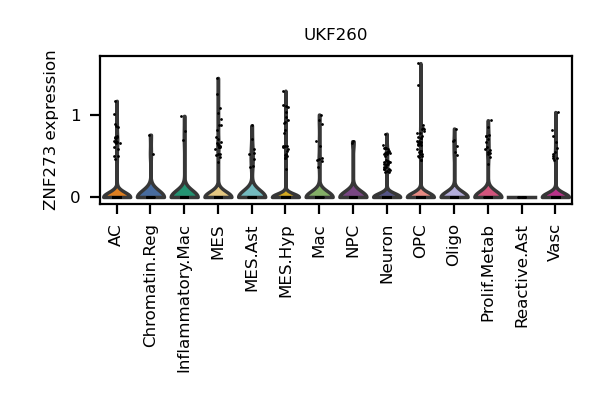 UKF260
ZNF273 expression
1
0
AC
Chromatin.Reg
Inflammatory.Mac
MES
MES.Ast
MES.Hyp
Mac
NPC
Neuron
OPC
Oligo
Prolif.Metab
Reactive.Ast
Vasc